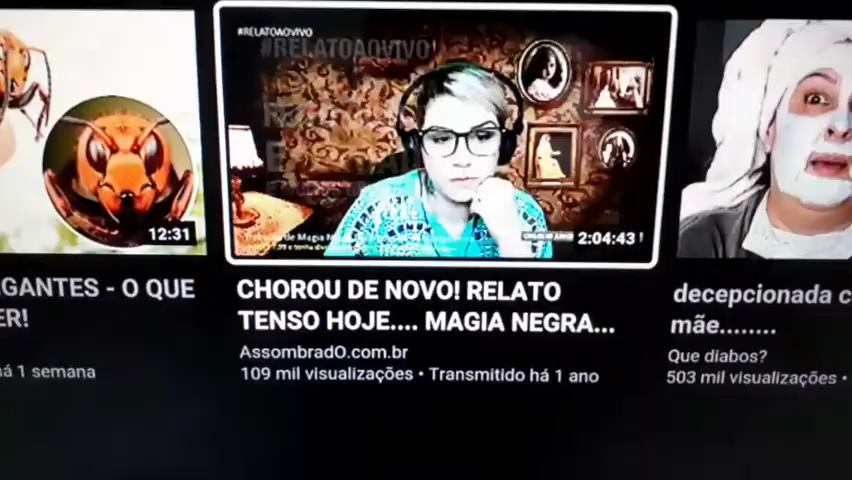 #RELATOAOVIVO
#RELATOAOVIVO!
12:31
2:04:43
IGANTES - O QUE
ER!
há 1 semana
CHOROU DE NOVO! RELATO
TENSO HOJE.... MAGIA NEGRA...
AssombradO.com.br
109 mil visualizações • Transmitido há 1 ano
decepcionada c
mãe........
Que diabos?
503 mil visualizações •